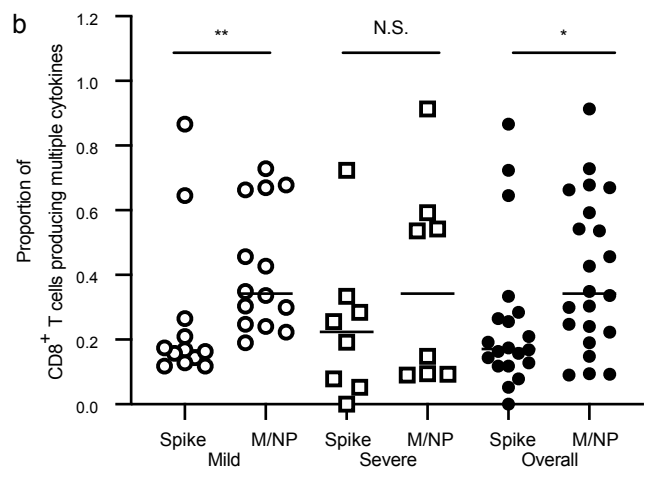 b
Proportion of
CD8+ T cells producing multiple cytokines
1.2
1.0
0.8
0.6
0.4
0.2
0.0
** N.S. *
Spike M/NP Spike M/NP Spike M/NP
Mild Severe Overall